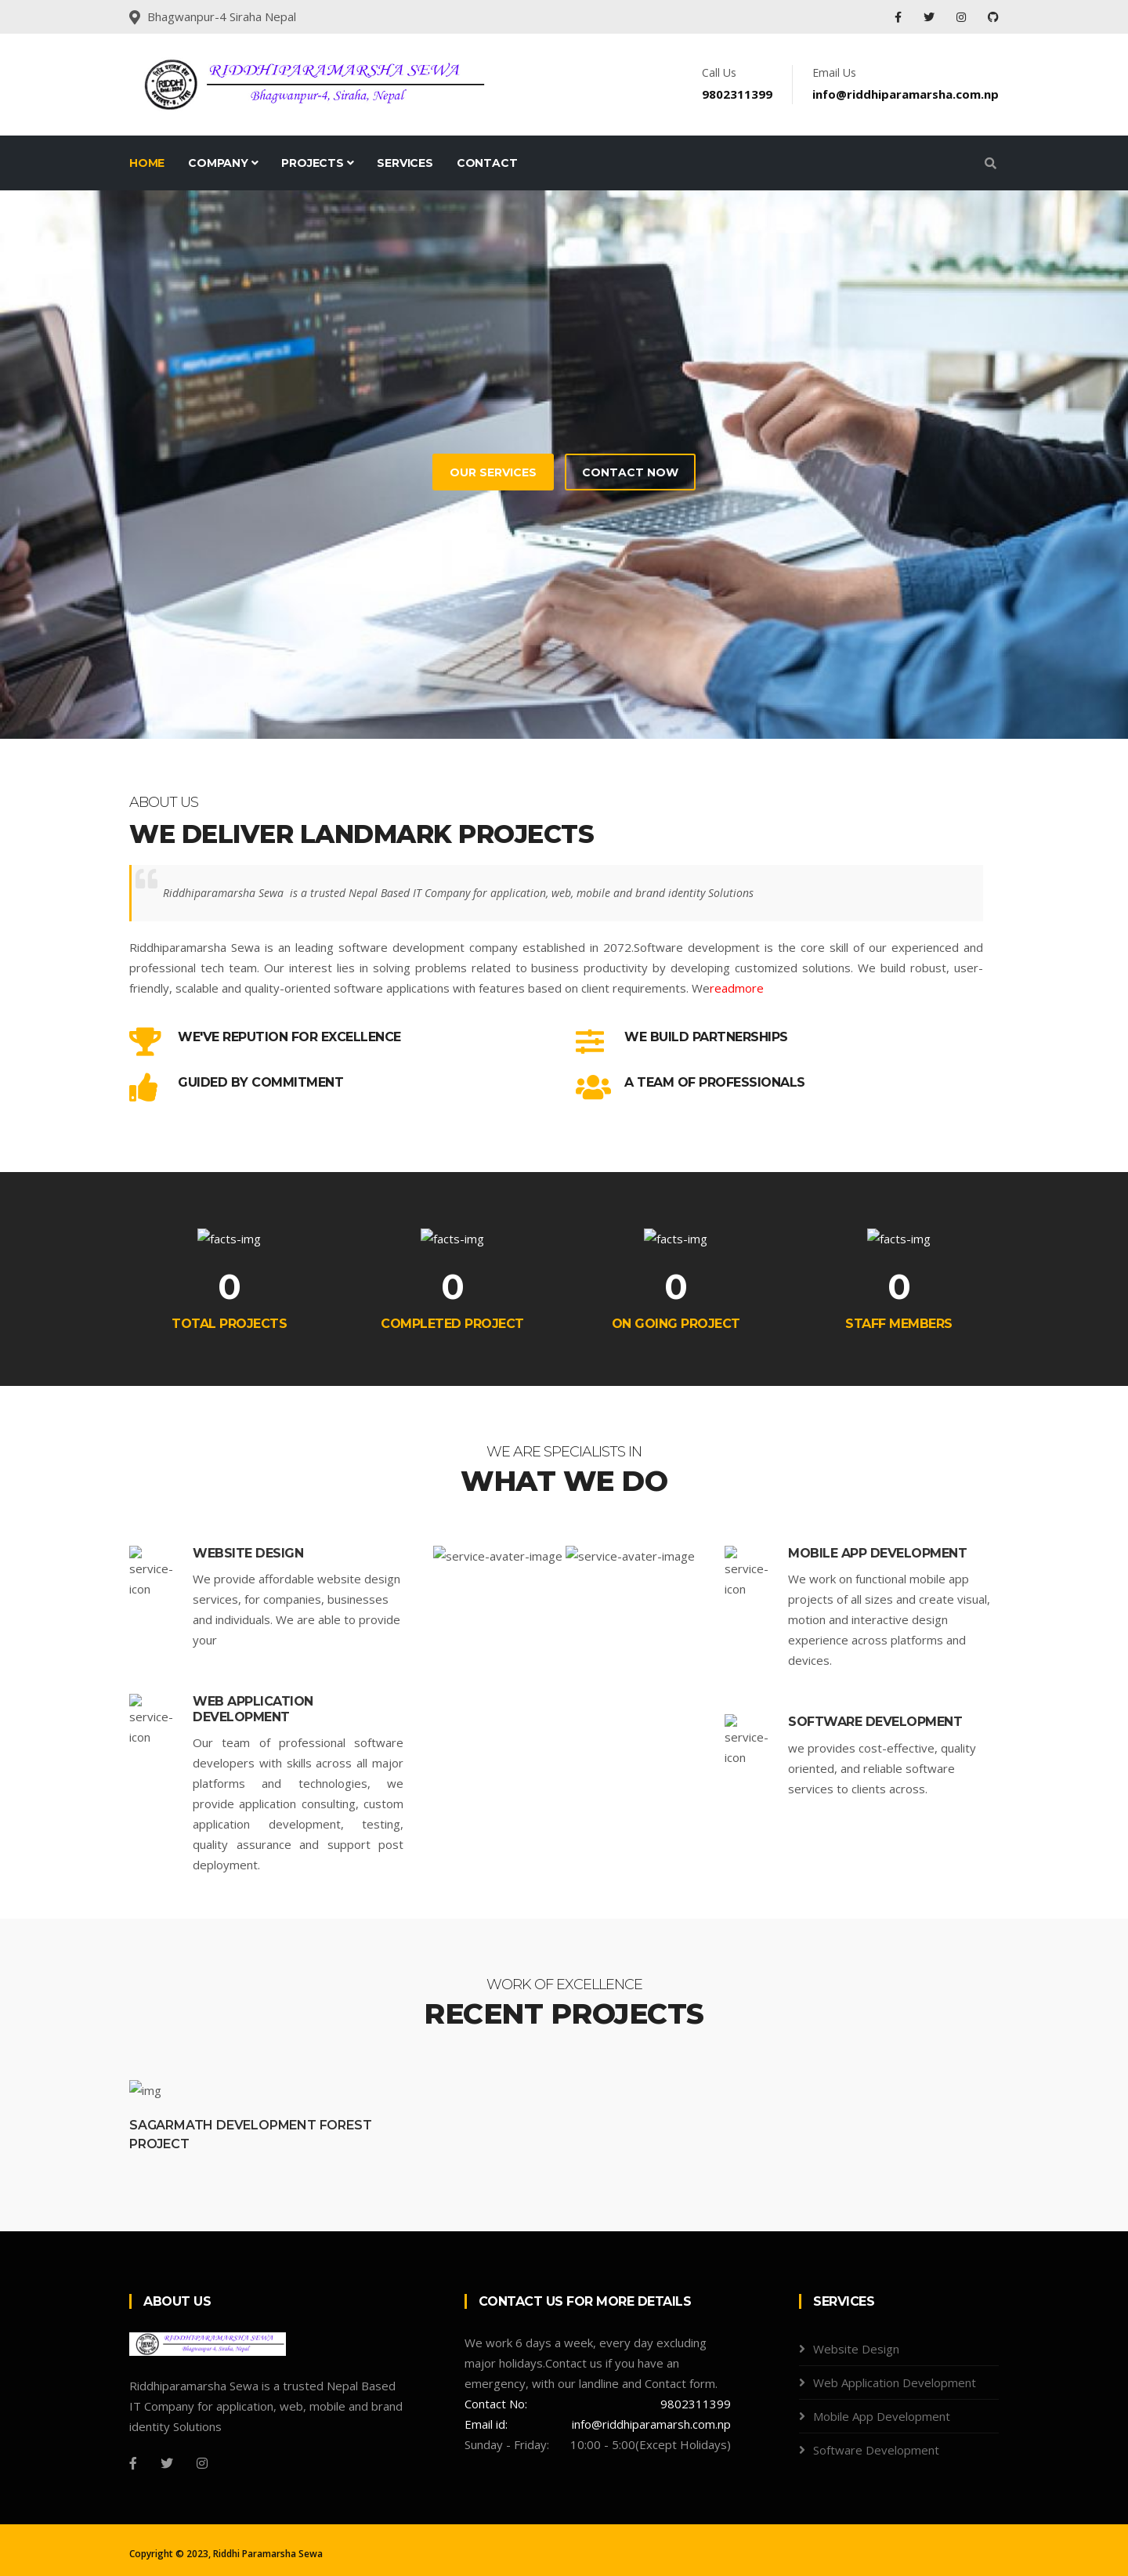 Bhagwanpur-4 Siraha Nepal
RIDDHIPARAMARSHA SEWA
Bhagwanpur-4, Siraha, Nepal
RIDDHI
Call Us
9802311399
Email Us
info@riddhiparamarsha.com.np
HOME
COMPANY
PROJECTS
SERVICES
CONTACT
OUR SERVICES
CONTACT NOW
ABOUT US
WE DELIVER LANDMARK PROJECTS
Riddhiparamarsha Sewa is a trusted Nepal Based IT Company for application, web, mobile and brand identity Solutions
Riddhiparamarsha Sewa is an leading software development company established in 2072.Software development is the core skill of our experienced and
professional tech team. Our interest lies in solving problems related to business productivity by developing customized solutions. We build robust, user-
friendly, scalable and quality-oriented software applications with features based on client requirements. Wereadmore
WE'VE REPUTION FOR EXCELLENCE
WE BUILD PARTNERSHIPS
GUIDED BY COMMITMENT
A TEAM OF PROFESSIONALS
facts-img
0
TOTAL PROJECTS
facts-img
0
COMPLETED PROJECT
facts-img
0
ON GOING PROJECT
facts-img
0
STAFF MEMBERS
WE ARE SPECIALISTS IN
WHAT WE DO
service-
icon
WEBSITE DESIGN
We provide affordable website design
services, for companies, businesses
and individuals. We are able to provide
your
service-
icon
WEB APPLICATION
DEVELOPMENT
Our team of professional software
developers with skills across all major
platforms and technologies, we
provide application consulting, custom
application development, testing,
quality assurance and support post
deployment.
service-avater-image
service-avater-image
service-
icon
MOBILE APP DEVELOPMENT
We work on functional mobile app
projects of all sizes and create visual,
motion and interactive design
experience across platforms and
devices.
service-
icon
SOFTWARE DEVELOPMENT
we provides cost-effective, quality
oriented, and reliable software
services to clients across.
WORK OF EXCELLENCE
RECENT PROJECTS
img
SAGARMATH DEVELOPMENT FOREST
PROJECT
ABOUT US
RIDDHIPARAMARSHA SEWA
Bhagwanpur-4, Siraha, Nepal
Riddhiparamarsha Sewa is a trusted Nepal Based
IT Company for application, web, mobile and brand
identity Solutions
CONTACT US FOR MORE DETAILS
We work 6 days a week, every day excluding
major holidays.Contact us if you have an
emergency, with our landline and Contact form.
Contact No: 9802311399
Email id: info@riddhiparamarsh.com.np
Sunday - Friday: 10:00 - 5:00(Except Holidays)
SERVICES
Website Design
Web Application Development
Mobile App Development
Software Development
Copyright © 2023, Riddhi Paramarsha Sewa